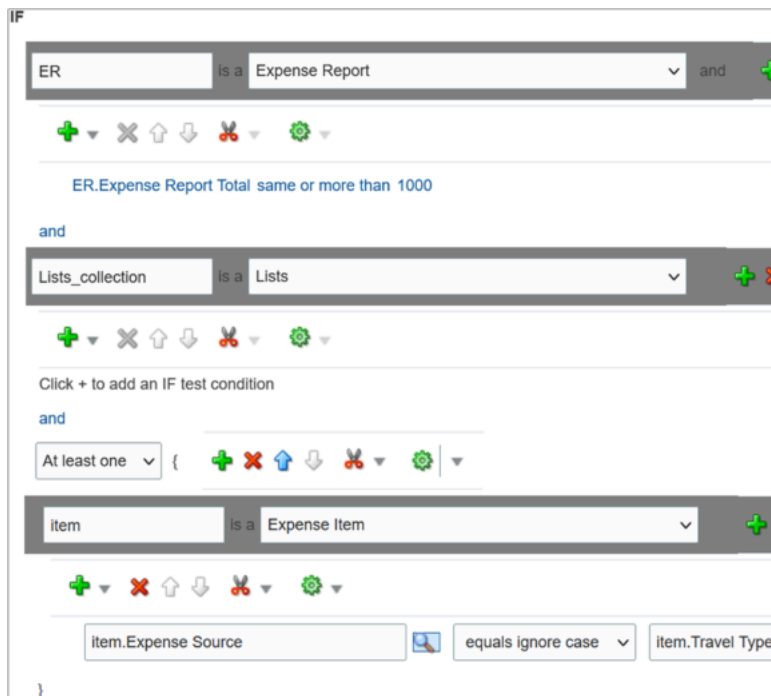 IF
ER is a Expense Report and
ER.Expense Report Total same or more than 1000
and
Lists_collection is a Lists
Click + to add an IF test condition
and
At least one {
item is a Expense Item
item.Expense Source equals ignore case item.Travel Type
}